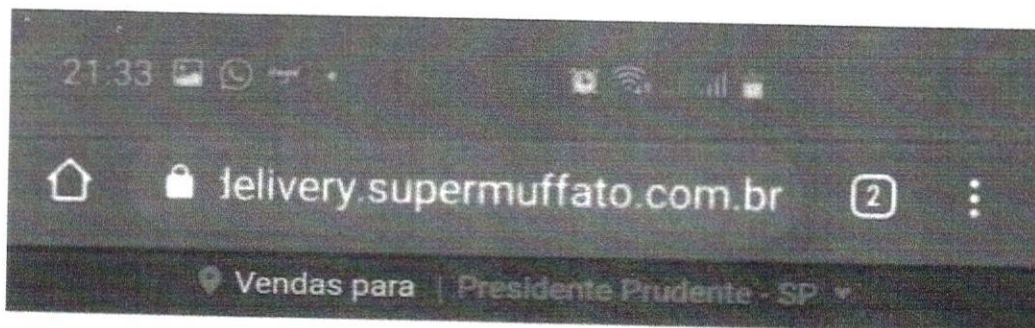 21:33
delivery.supermuffato.com.br 2
Vendas para | Presidente Prudente - SP